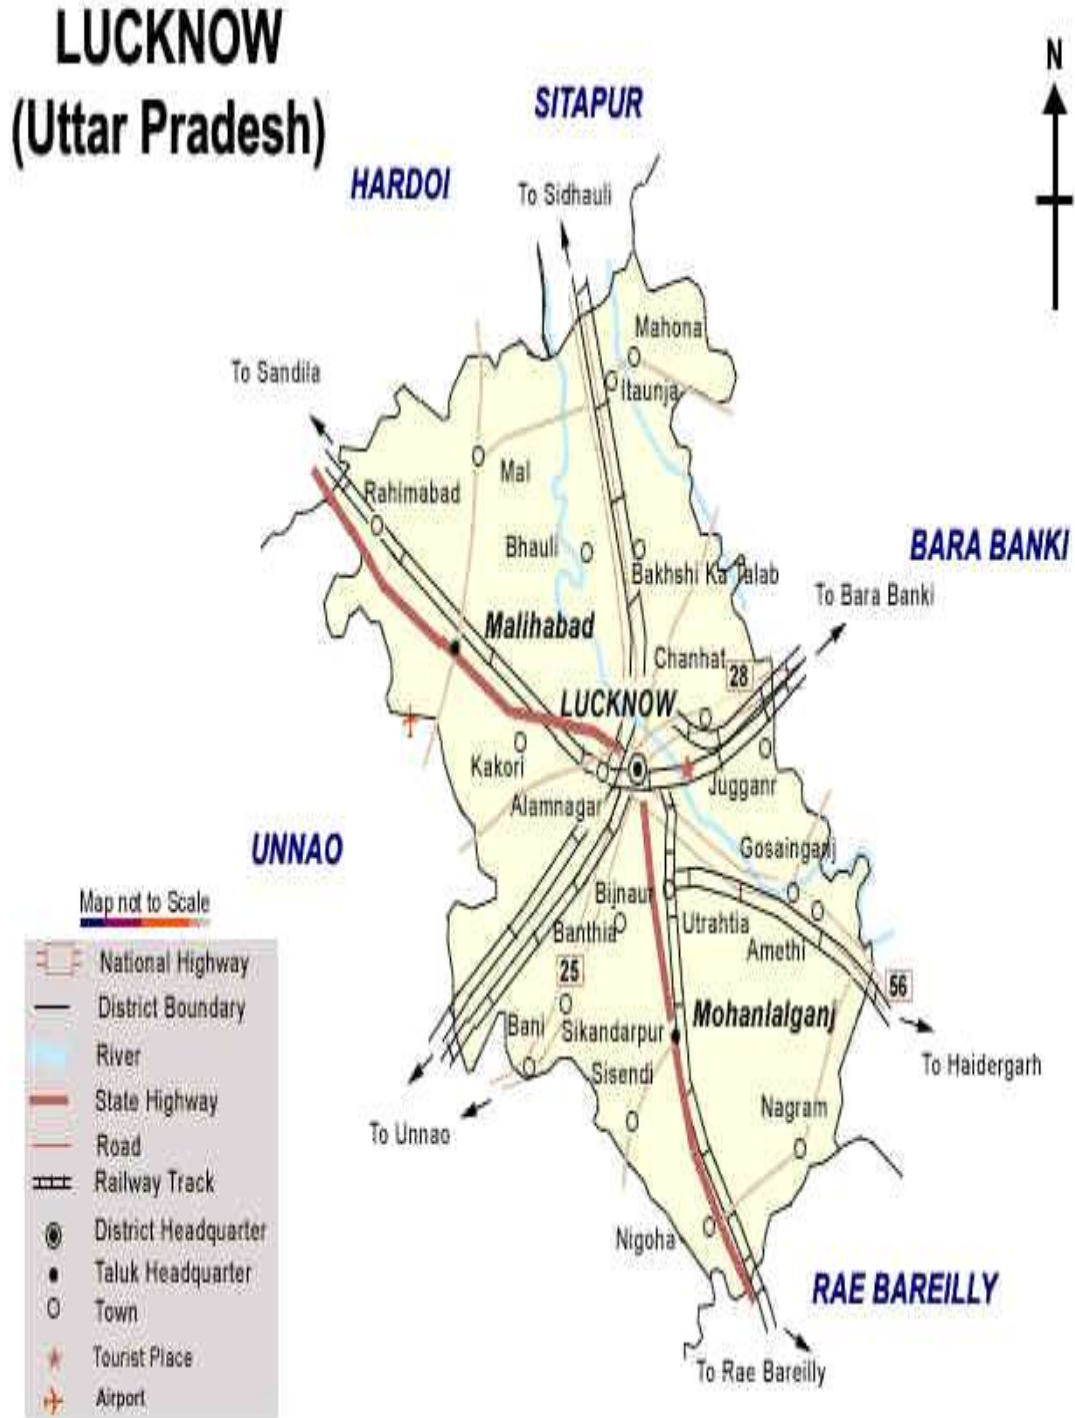 LUCKNOW
(Uttar Pradesh)
N
SITAPUR
HARDOI
To Sidhauli
Mahona
To Sandila
Itaunja
Mal
Rahimabad
Bhauli
BARA BANKI
Bakhshi Ka Talab
To Bara Banki
Malihabad
Chanhat
28
LUCKNOW
Kakori
Jugganr
Alamnagar
UNNAO
Gosainganj
Bijnaur
Map not to Scale
Utrahtia
Banthia
Amethi
National Highway
25
56
District Boundary
Mohanlalganj
Bani
Sikandarpur
River
To Haidergarh
Sisendi
State Highway
Nagram
To Unnao
Road
Railway Track
District Headquarter
Nigoha
Taluk Headquarter
RAE BAREILLY
Town
Tourist Place
To Rae Bareilly
Airport